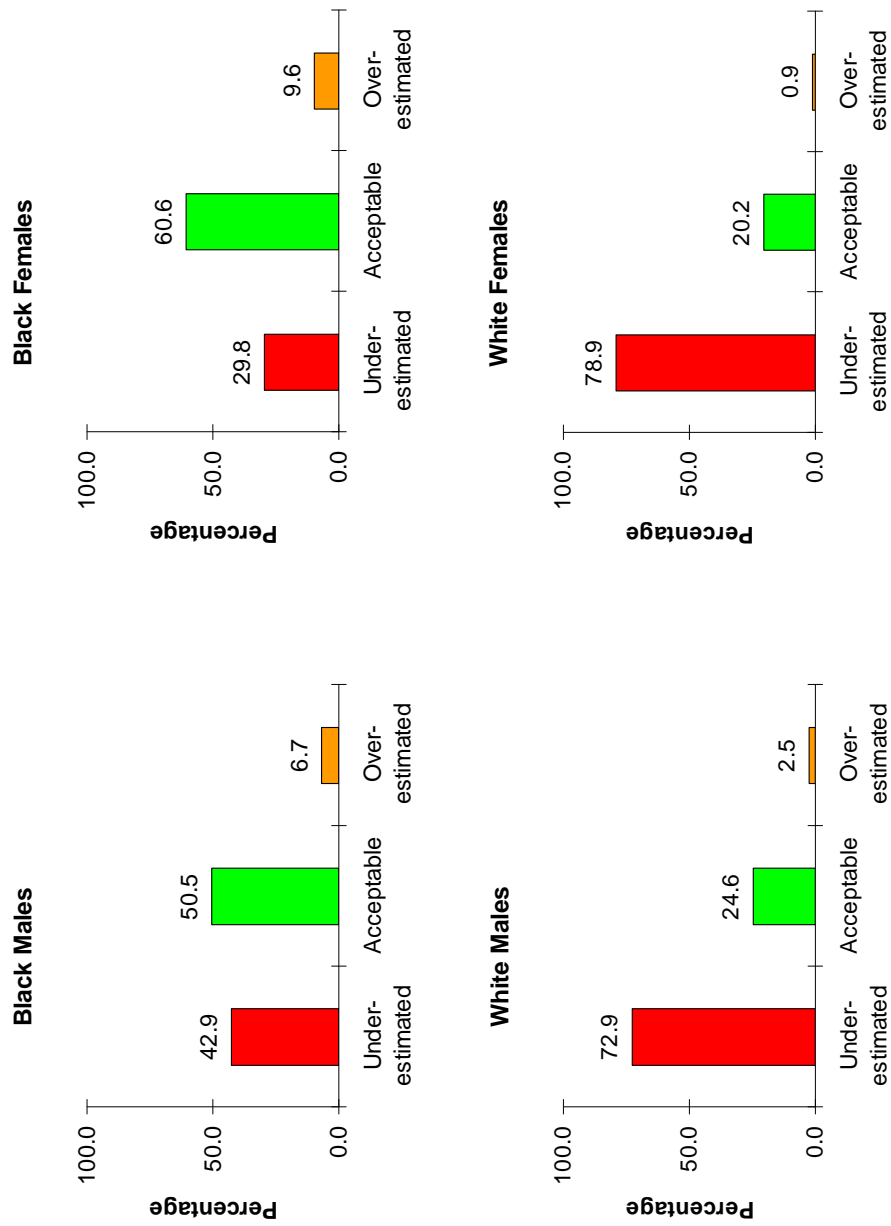 Black Males
Percentage
100.0
50.0
0.0
42.9
50.5
6.7
Under-
estimated
Acceptable
Over-
estimated
Black Females
Percentage
100.0
50.0
0.0
29.8
60.6
9.6
Under-
estimated
Acceptable
Over-
estimated
White Males
Percentage
100.0
50.0
0.0
72.9
24.6
2.5
Under-
estimated
Acceptable
Over-
estimated
White Females
Percentage
100.0
50.0
0.0
78.9
20.2
0.9
Under-
estimated
Acceptable
Over-
estimated